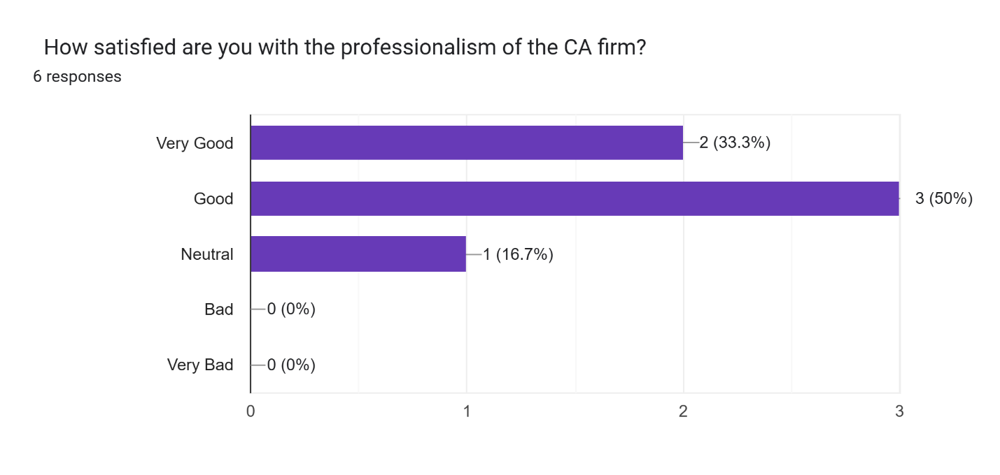 How satisfied are you with the professionalism of the CA firm?
6 responses
Very Good
2 (33.3%)
Good
3 (50%)
Neutral
1 (16.7%)
Bad
0 (0%)
Very Bad
0 (0%)
0
1
2
3